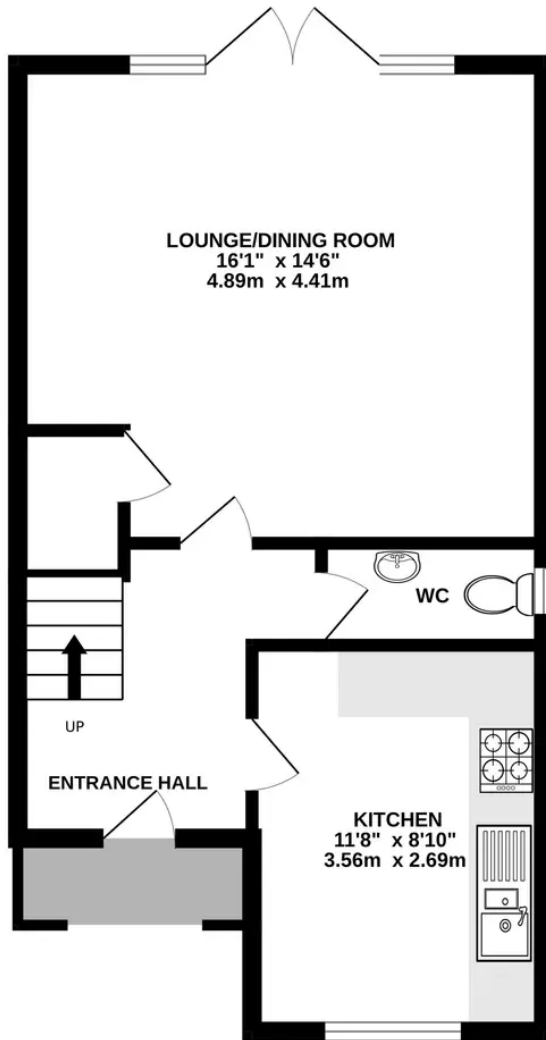 LOUNGE/DINING ROOM
16'1" x 14'6"
4.89m x 4.41m
WC
UP
ENTRANCE HALL
KITCHEN
11'8" x 8'10"
3.56m x 2.69m